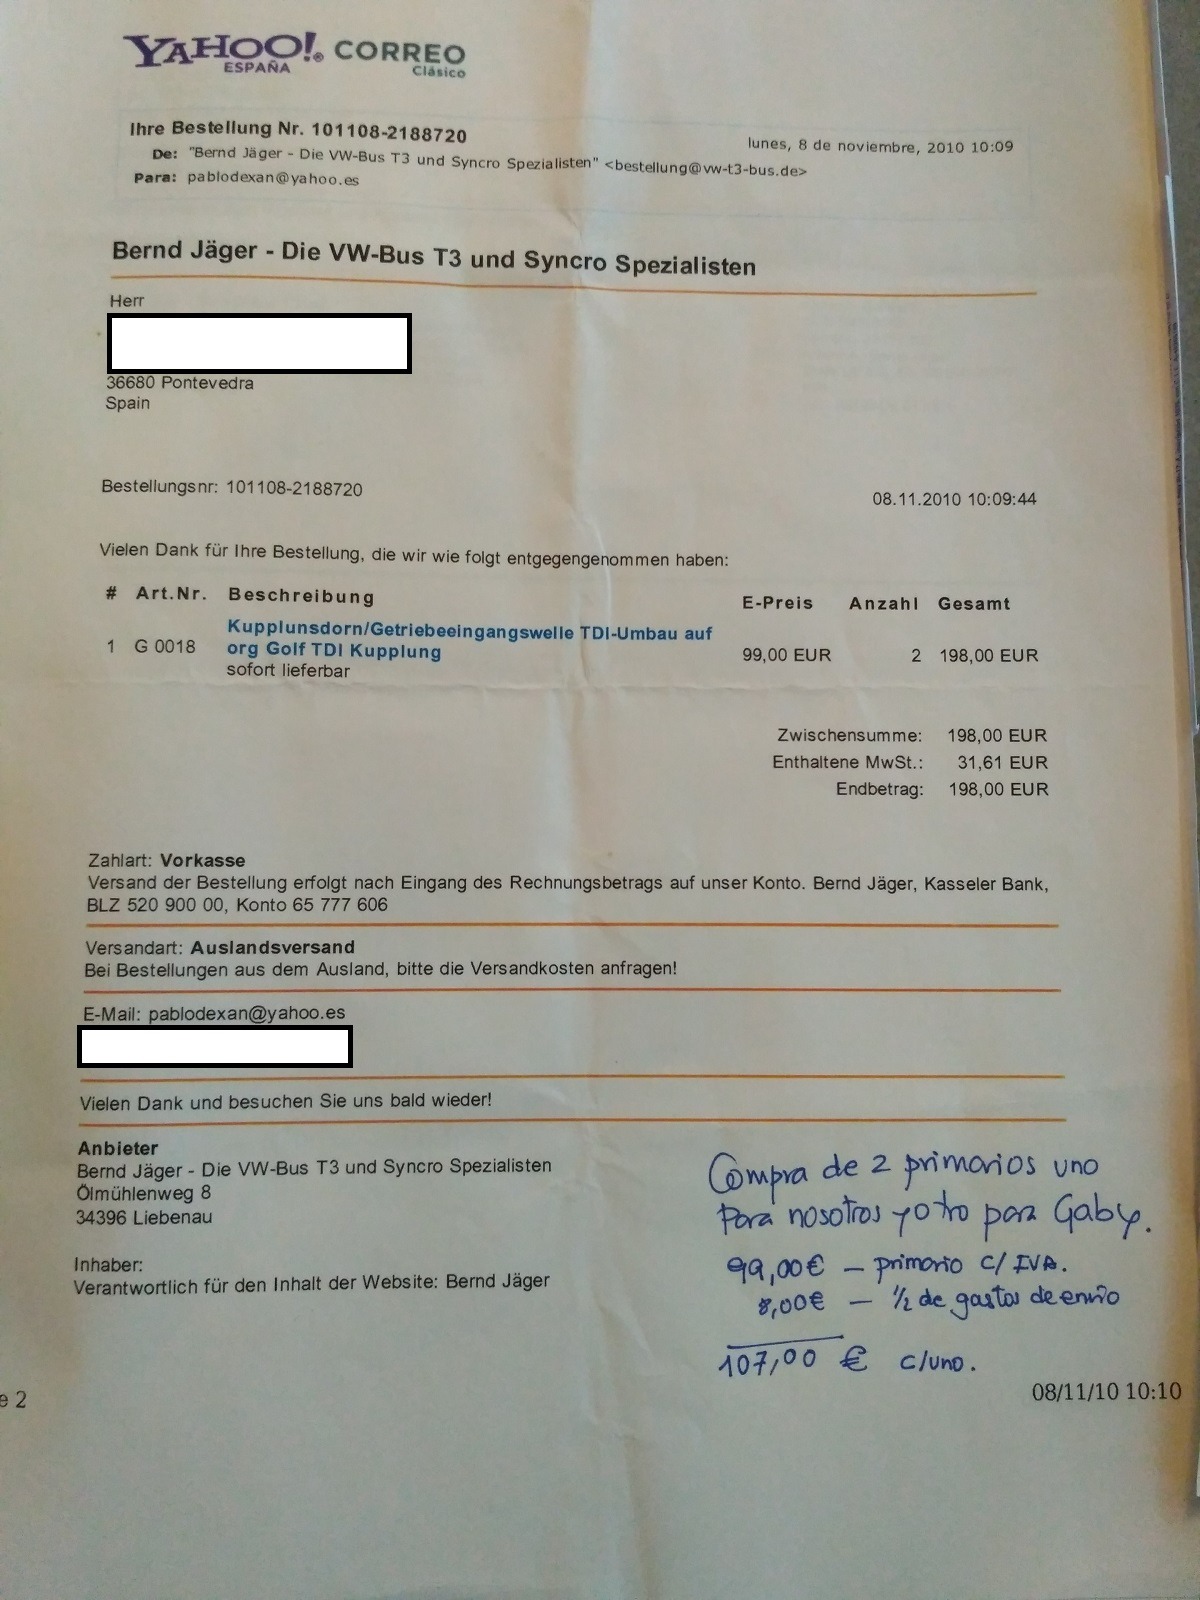 YAHOO!® CORREO
ESPAÑA Clásico
Ihre Bestellung Nr. 101108-2188720
lunes, 8 de noviembre, 2010 10:09
De: "Bernd Jäger - Die VW-Bus T3 und Syncro Spezialisten" <bestellung@vw-t3-bus.de>
Para: pablodexan@yahoo.es
Bernd Jäger - Die VW-Bus T3 und Syncro Spezialisten
Herr
36680 Pontevedra
Spain
Bestellungsnr: 101108-2188720
08.11.2010 10:09:44
Vielen Dank für Ihre Bestellung, die wir wie folgt entgegengenommen haben:
# Art.Nr. Beschreibung E-Preis Anzahl Gesamt
Kupplunsdorn/Getriebeeingangswelle TDI-Umbau auf
1 G 0018 org Golf TDI Kupplung 99,00 EUR 2 198,00 EUR
sofort lieferbar
Zwischensumme: 198,00 EUR
Enthaltene MwSt.: 31,61 EUR
Endbetrag: 198,00 EUR
Zahlart: Vorkasse
Versand der Bestellung erfolgt nach Eingang des Rechnungsbetrags auf unser Konto. Bernd Jäger, Kasseler Bank,
BLZ 520 900 00, Konto 65 777 606
Versandart: Auslandsversand
Bei Bestellungen aus dem Ausland, bitte die Versandkosten anfragen!
E-Mail: pablodexan@yahoo.es
Vielen Dank und besuchen Sie uns bald wieder!
Anbieter
Bernd Jäger - Die VW-Bus T3 und Syncro Spezialisten
Ölmühlenweg 8
34396 Liebenau
Inhaber:
Verantwortlich für den Inhalt der Website: Bernd Jäger
Compra de 2 primarios uno
Para nosotros y otro para Gaby.
99,00€ — primario c/ IVA.
8,00€ — 1/2 de gastos de envio
107,00 € c/uno.
e 2
08/11/10 10:10